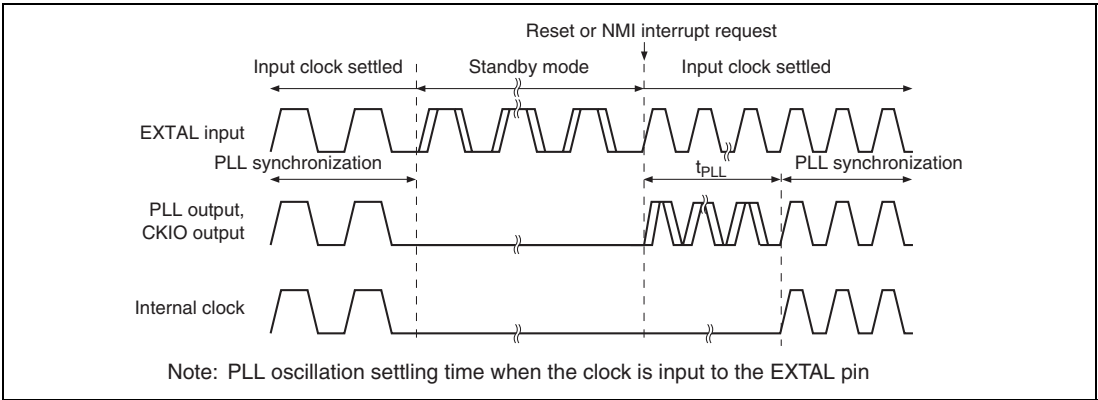 Reset or NMI interrupt request
Input clock settled
Standby mode
Input clock settled
EXTAL input
PLL synchronization
tPLL
PLL synchronization
PLL output,
CKIO output
Internal clock
Note: PLL oscillation settling time when the clock is input to the EXTAL pin